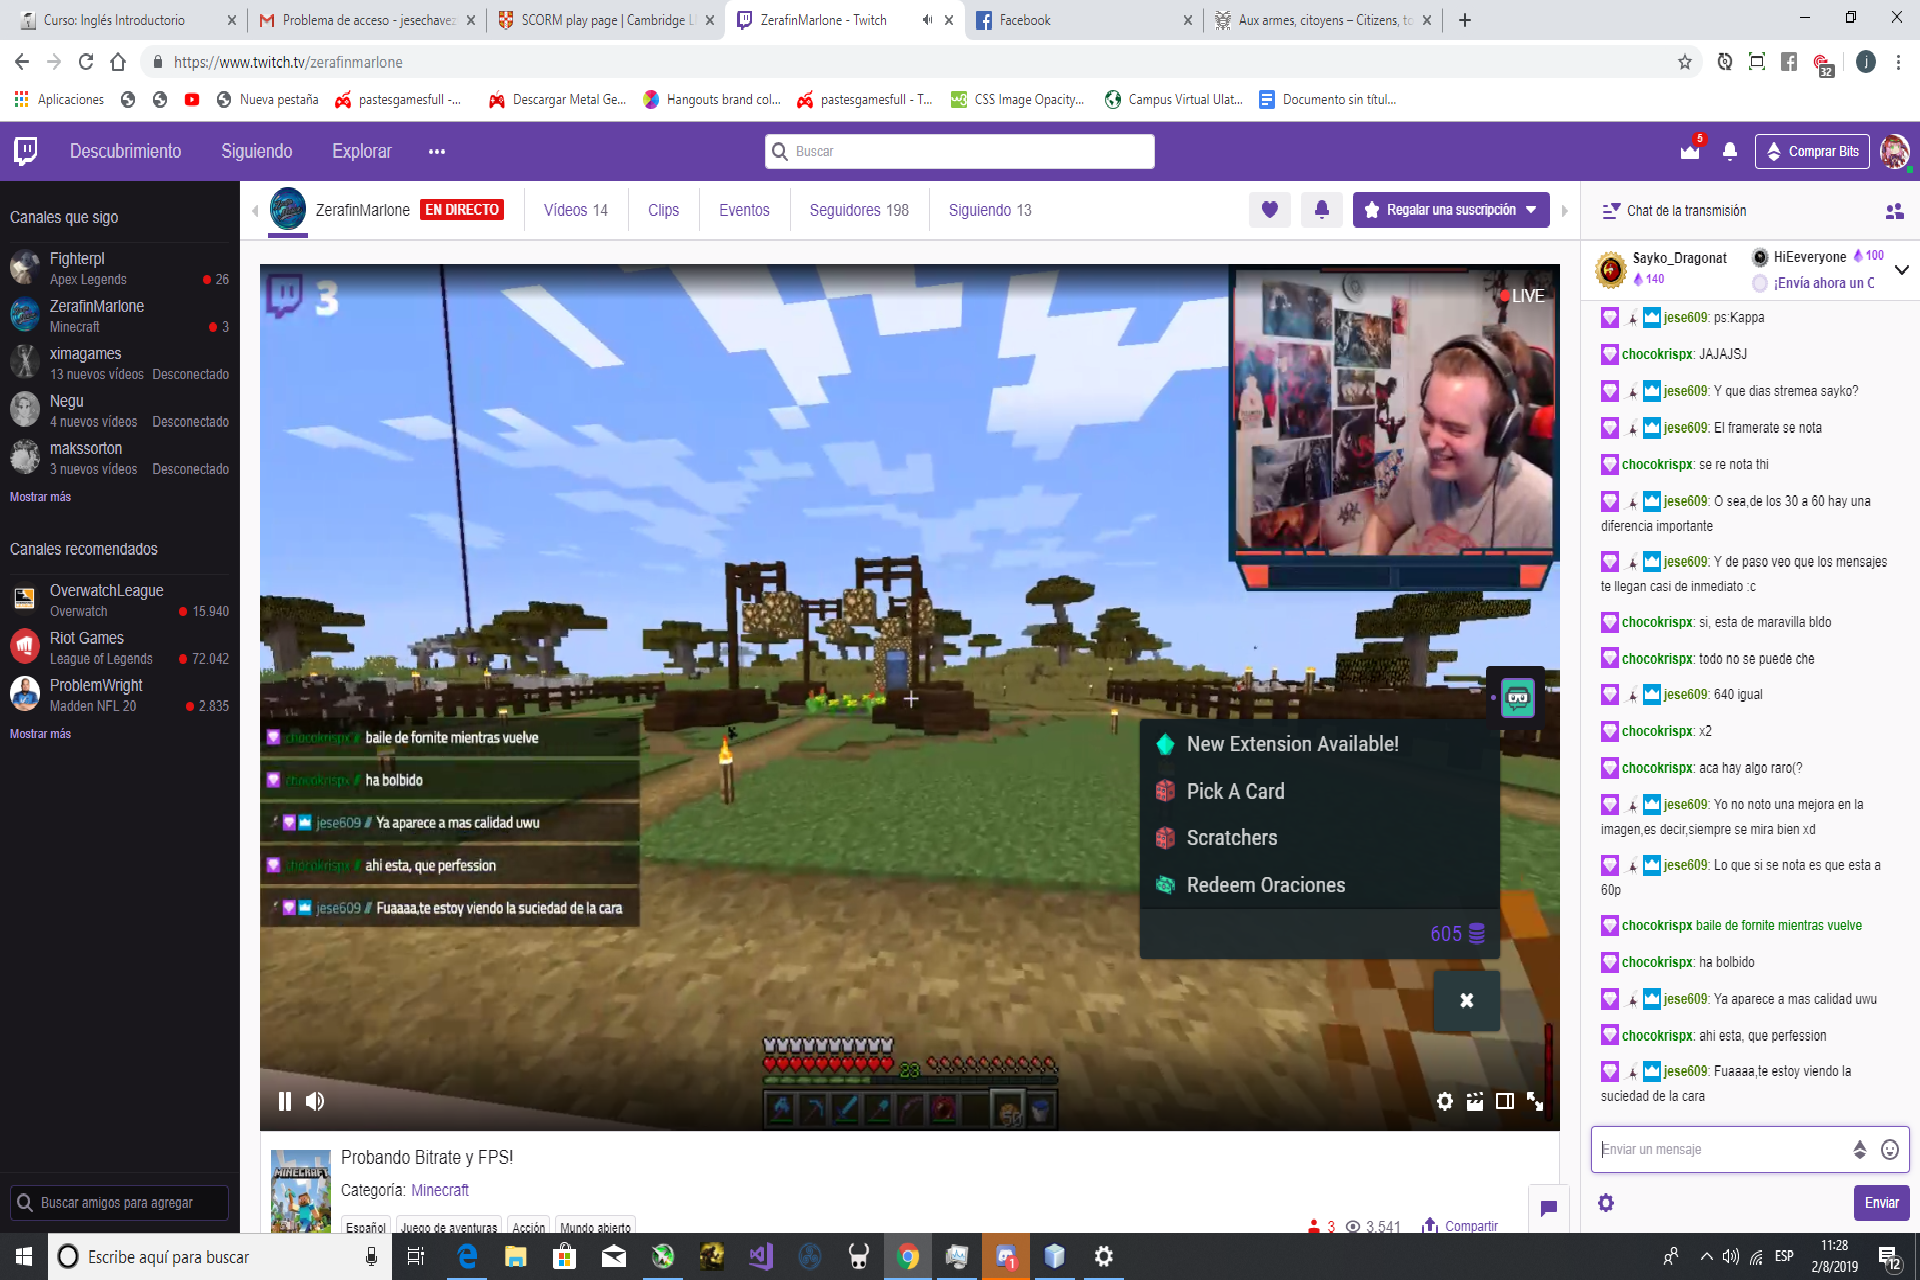 Curso: Inglés Introductorio
Problema de acceso - jesechavez
SCORM play page | Cambridge L
ZerafinMarlone - Twitch
Facebook
Aux armes, citoyens – Citizens, to
https://www.twitch.tv/zerafinmarlone
32
j
Aplicaciones
Nueva pestaña
pastesgamesfull -...
Descargar Metal Ge...
Hangouts brand col...
pastesgamesfull - T...
CSS Image Opacity...
Campus Virtual Ulat...
Documento sin títul...
Descubrimiento
Siguiendo
Explorar
Buscar
5
Comprar Bits
Canales que sigo
Fighterpl
Apex Legends 26
ZerafinMarlone
Minecraft 3
ximagames
13 nuevos vídeos Desconectado
Negu
4 nuevos vídeos Desconectado
makssorton
3 nuevos vídeos Desconectado
Mostrar más
Canales recomendados
OverwatchLeague
Overwatch 15.940
Riot Games
League of Legends 72.042
ProblemWright
Madden NFL 20 2.835
Mostrar más
Buscar amigos para agregar
ZerafinMarlone EN DIRECTO
Vídeos 14
Clips
Eventos
Seguidores 198
Siguiendo 13
Regalar una suscripción
3
LIVE
chocokrispx // baile de fornite mientras vuelve
chocokrispx // ha bolbido
jese609 // Ya aparece a mas calidad uwu
chocokrispx // ahi esta, que perfession
jese609 // Fuaaaa,te estoy viendo la suciedad de la cara
New Extension Available!
Pick A Card
Scratchers
Redeem Oraciones
605
23
50
MINECRAFT
Probando Bitrate y FPS!
Categoría: Minecraft
Español
Juego de aventuras
Acción
Mundo abierto
3
3.541
Compartir
Chat de la transmisión
Sayko_Dragonat
140
HiEeveryone 100
¡Envía ahora un C
jese609: ps:Kappa
chocokrispx: JAJAJSJ
jese609: Y que dias stremea sayko?
jese609: El framerate se nota
chocokrispx: se re nota thi
jese609: O sea,de los 30 a 60 hay una
diferencia importante
jese609: Y de paso veo que los mensajes
te llegan casi de inmediato :c
chocokrispx: si, esta de maravilla bldo
chocokrispx: todo no se puede che
jese609: 640 igual
chocokrispx: x2
chocokrispx: aca hay algo raro(?
jese609: Yo no noto una mejora en la
imagen,es decir,siempre se mira bien xd
jese609: Lo que si se nota es que esta a
60p
chocokrispx baile de fornite mientras vuelve
chocokrispx: ha bolbido
jese609: Ya aparece a mas calidad uwu
chocokrispx: ahi esta, que perfession
jese609: Fuaaaa,te estoy viendo la
suciedad de la cara
Enviar un mensaje
Enviar
Escribe aquí para buscar
1
ESP
11:28
2/8/2019
12